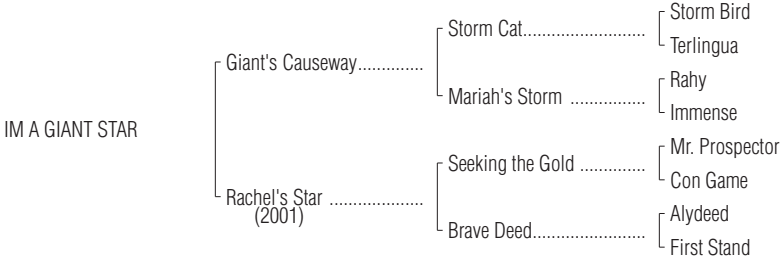 Storm Bird
Storm Cat.........................
Terlingua
Giant's Causeway..............
Rahy
Mariah's Storm ................
Immense
IM A GIANT STAR
Mr. Prospector
Seeking the Gold ..............
Con Game
Rachel's Star ....................
(2001)
Alydeed
Brave Deed........................
First Stand